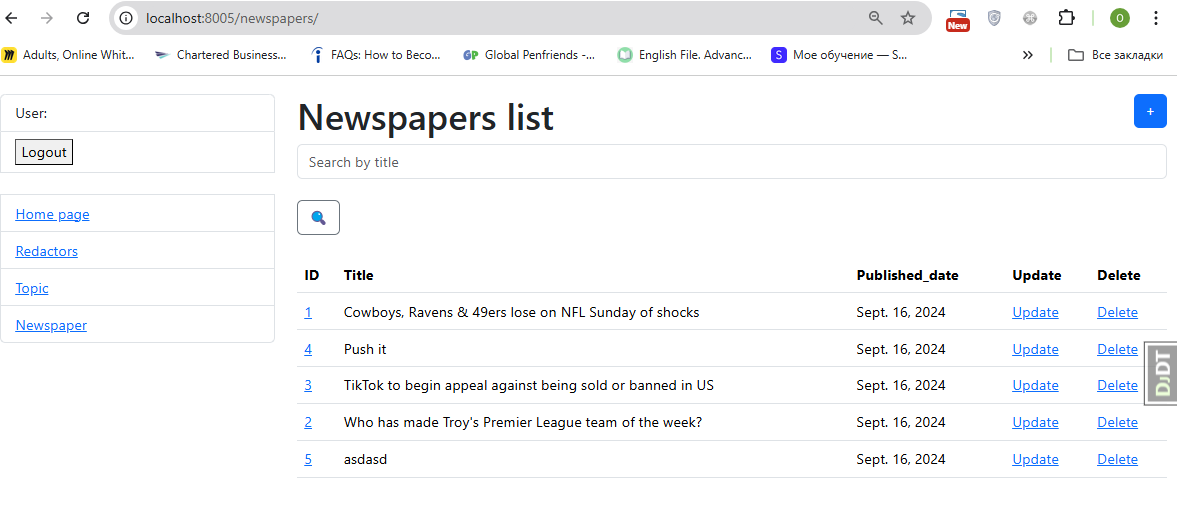 localhost:8005/newspapers/
New
O
Adults, Online Whit...
Chartered Business...
FAQs: How to Beco...
GP Global Penfriends -...
English File. Advanc...
S Мое обучение — S...
»
Все закладки
User:
Logout
Home page
Redactors
Topic
Newspaper
Newspapers list
+
Search by title
ID Title Published_date Update Delete
1 Cowboys, Ravens & 49ers lose on NFL Sunday of shocks Sept. 16, 2024 Update Delete
4 Push it Sept. 16, 2024 Update Delete
3 TikTok to begin appeal against being sold or banned in US Sept. 16, 2024 Update Delete
2 Who has made Troy's Premier League team of the week? Sept. 16, 2024 Update Delete
5 asdasd Sept. 16, 2024 Update Delete
DJDT